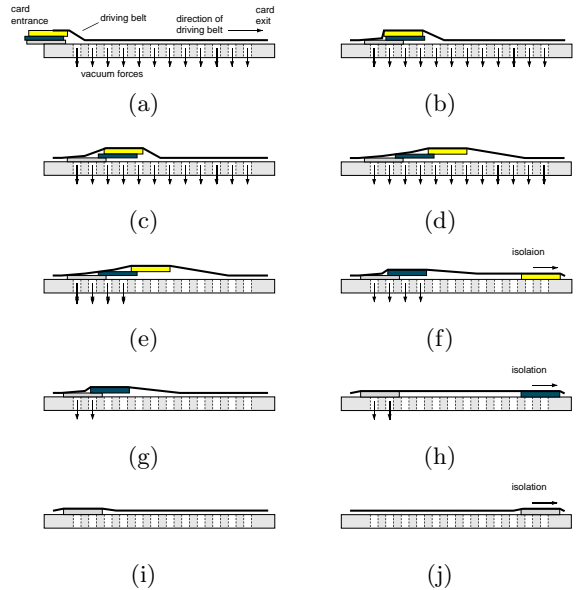 card
entrance
driving belt
direction of
driving belt
card
exit
vacuum forces
(a)
(b)
(c)
(d)
isolaion
(e)
(f)
isolation
(g)
(h)
isolation
(i)
(j)